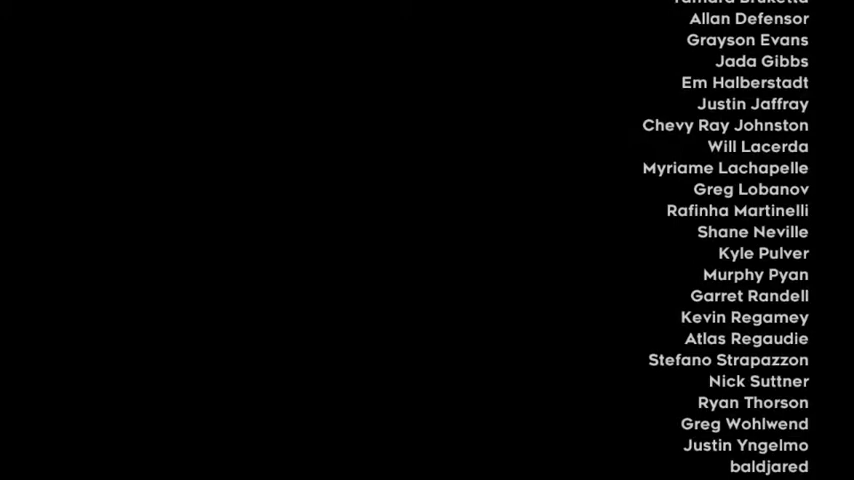 Tamara Bruketta
Allan Defensor
Grayson Evans
Jada Gibbs
Em Halberstadt
Justin Jaffray
Chevy Ray Johnston
Will Lacerda
Myriame Lachapelle
Greg Lobanov
Rafinha Martinelli
Shane Neville
Kyle Pulver
Murphy Pyan
Garret Randell
Kevin Regamey
Atlas Regaudie
Stefano Strapazzon
Nick Suttner
Ryan Thorson
Greg Wohlwend
Justin Yngelmo
baldjared